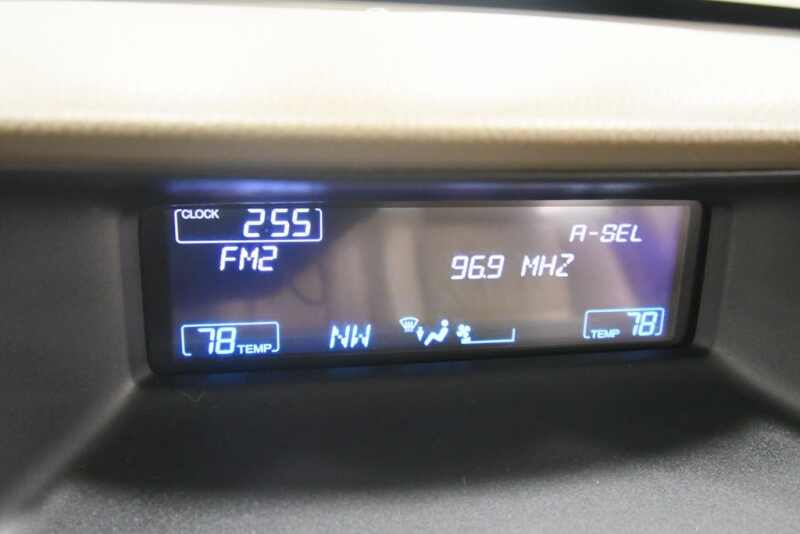 CLOCK 2:55
A-SEL
FM2
96.9 MHZ
78 TEMP
NW
TEMP 78